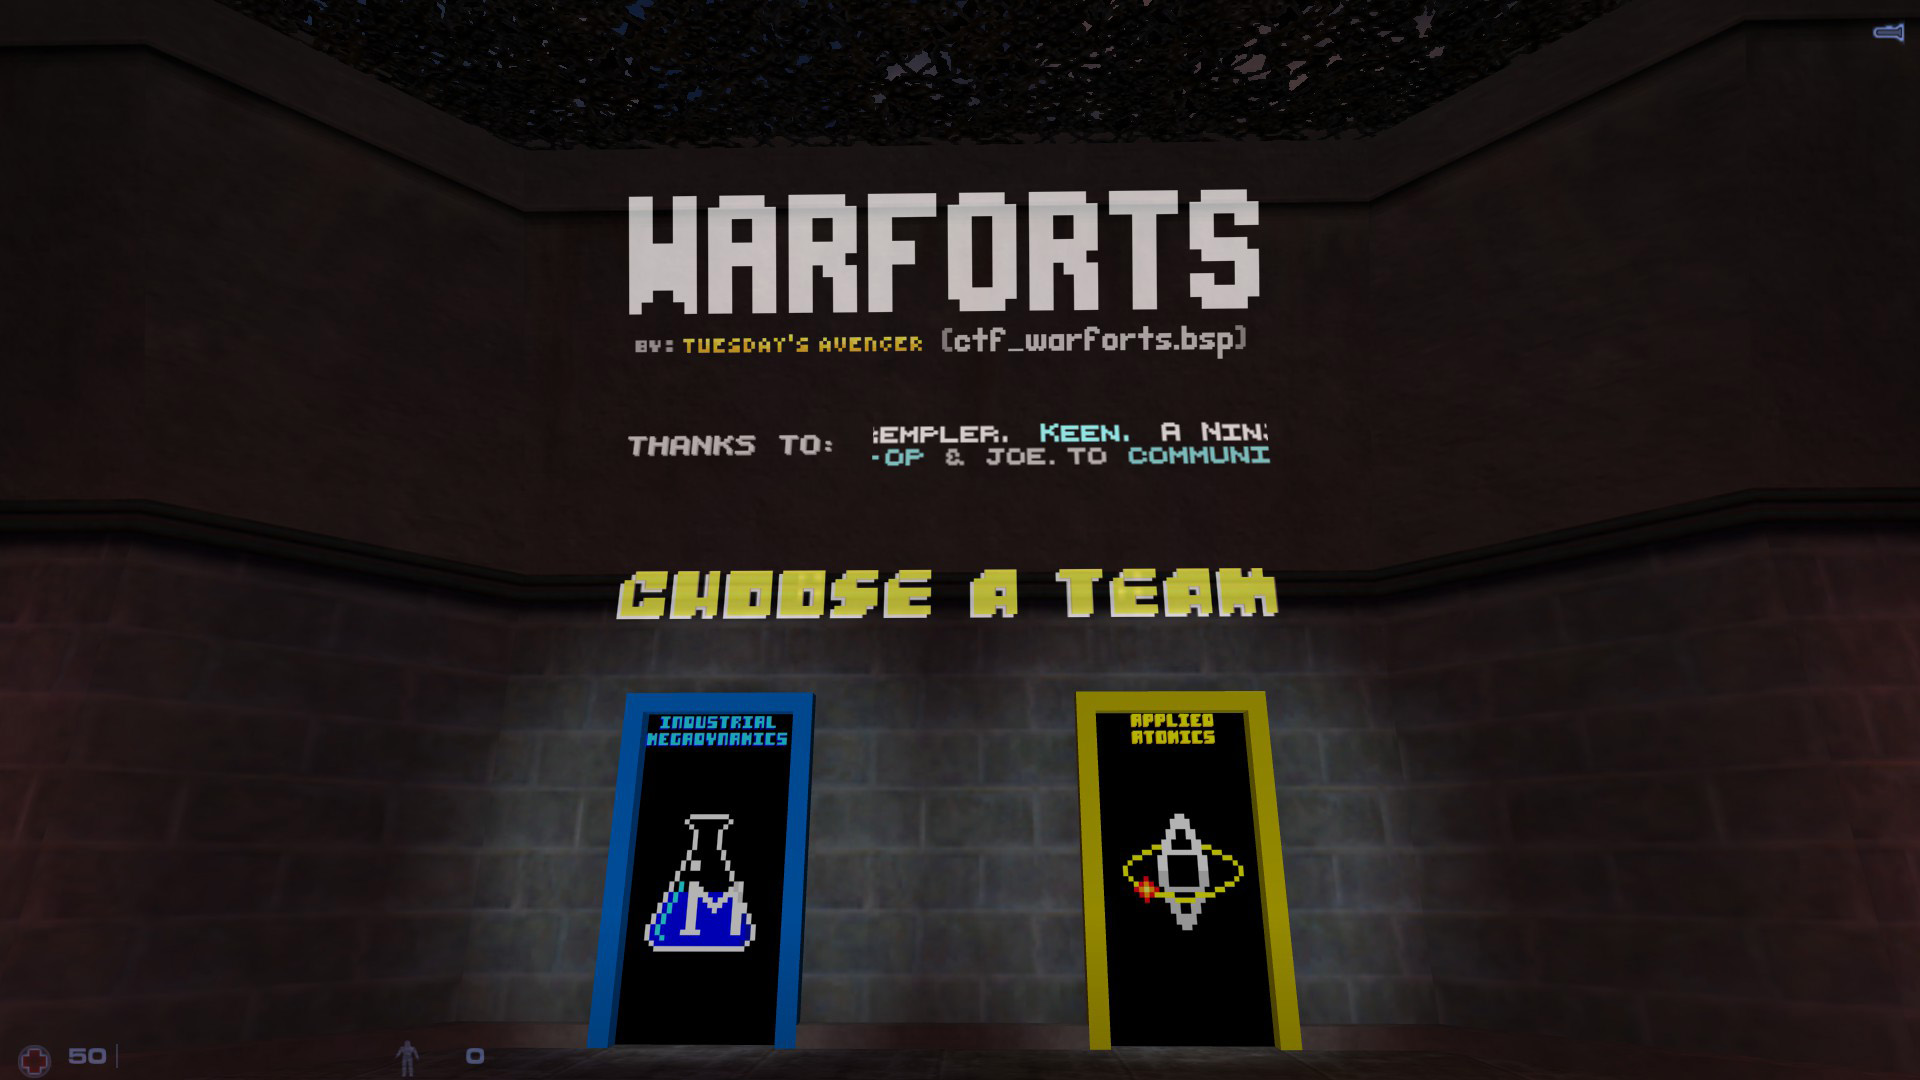 WARFORTS
BY: TUESDAY'S AVENGER (ctf_warforts.bsp)
THANKS TO:
EMPLER. KEEN. A NIN
-OP & JOE. TO COMMUNI
CHOOSE A TEAM
INDUSTRIAL
MEGADYNAMICS
APPLIED
ATOMICS
M
50
0